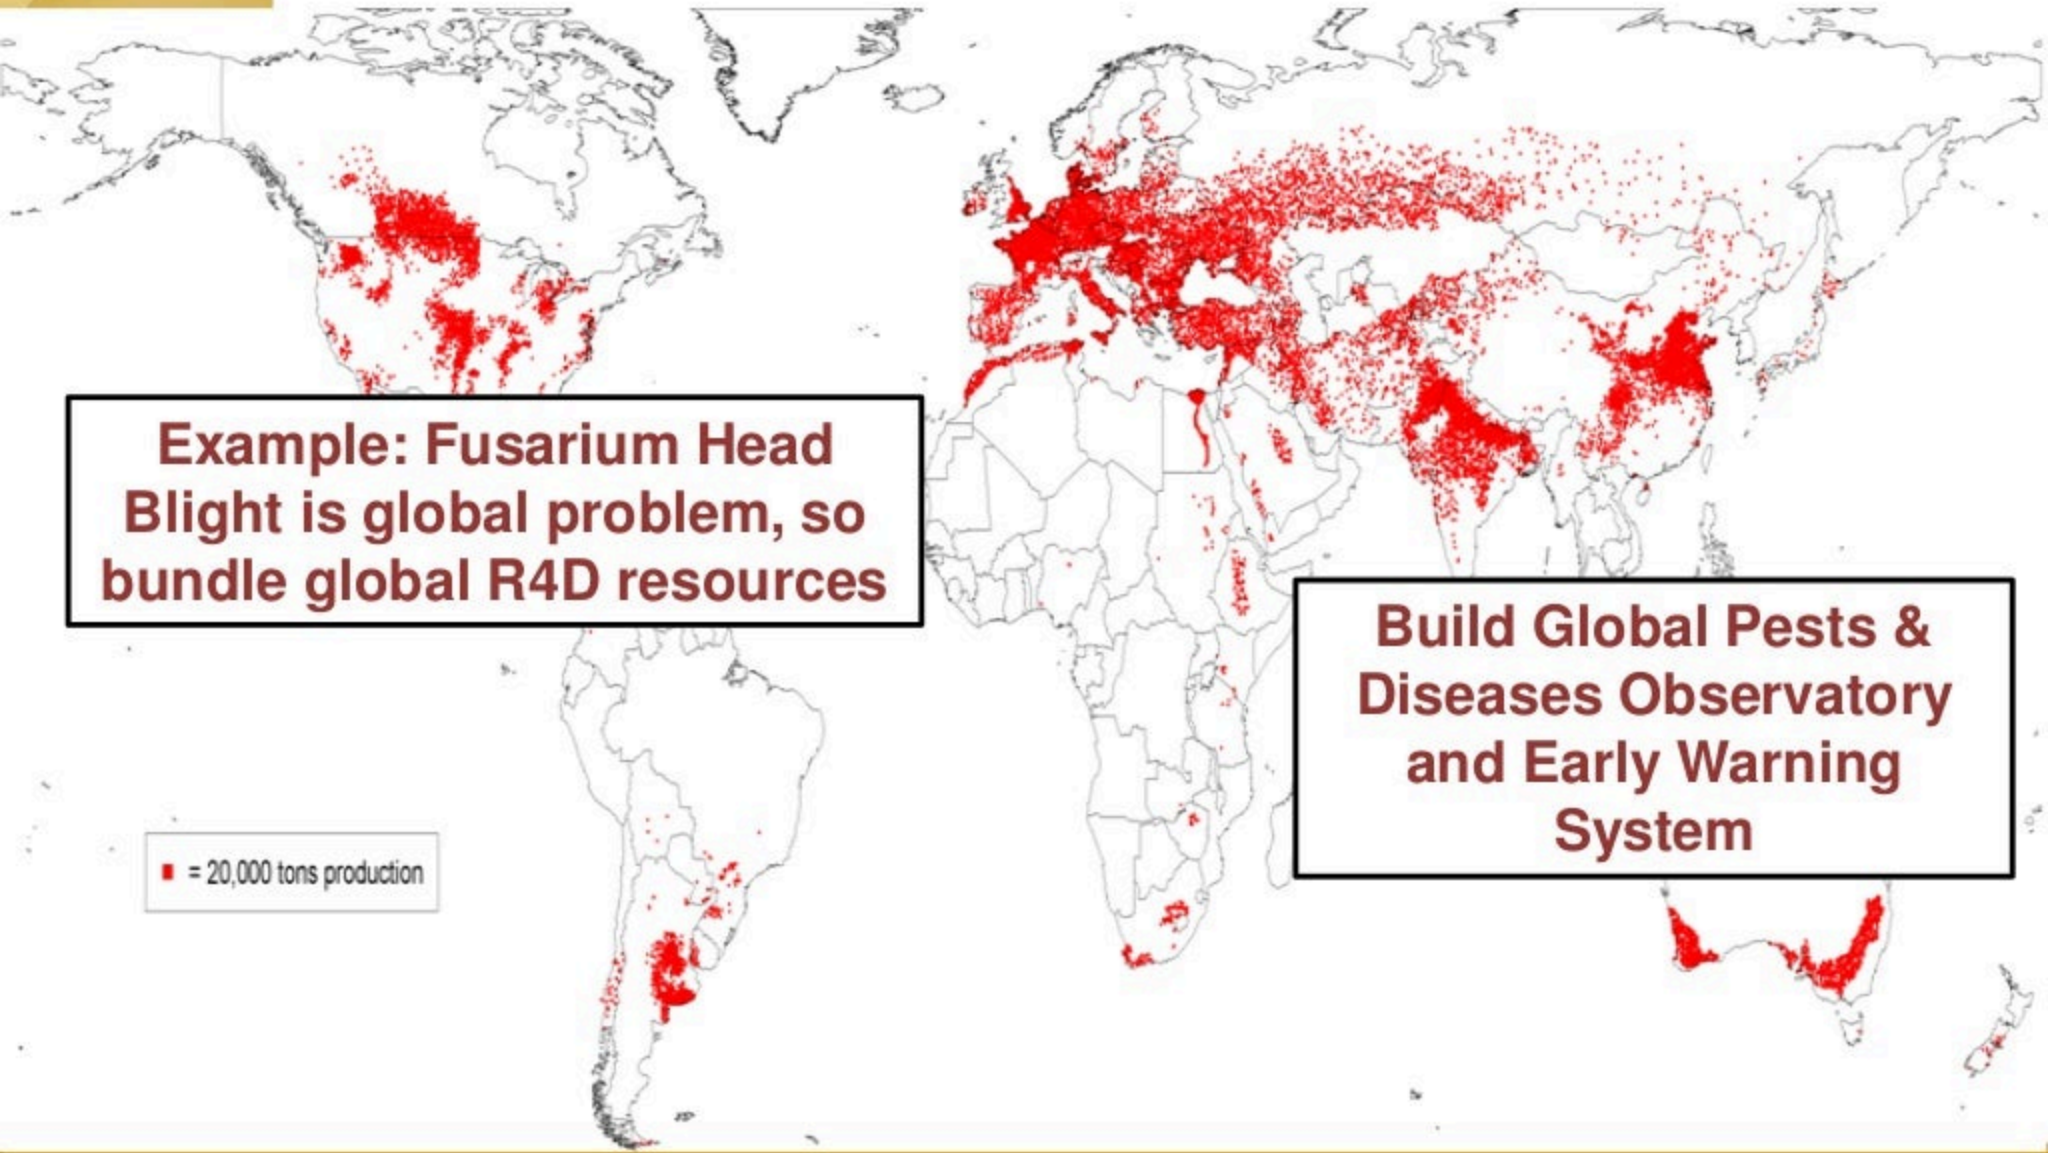 Example: Fusarium Head
Blight is global problem, so
bundle global R4D resources
Build Global Pests &
Diseases Observatory
and Early Warning
System
= 20,000 tons production